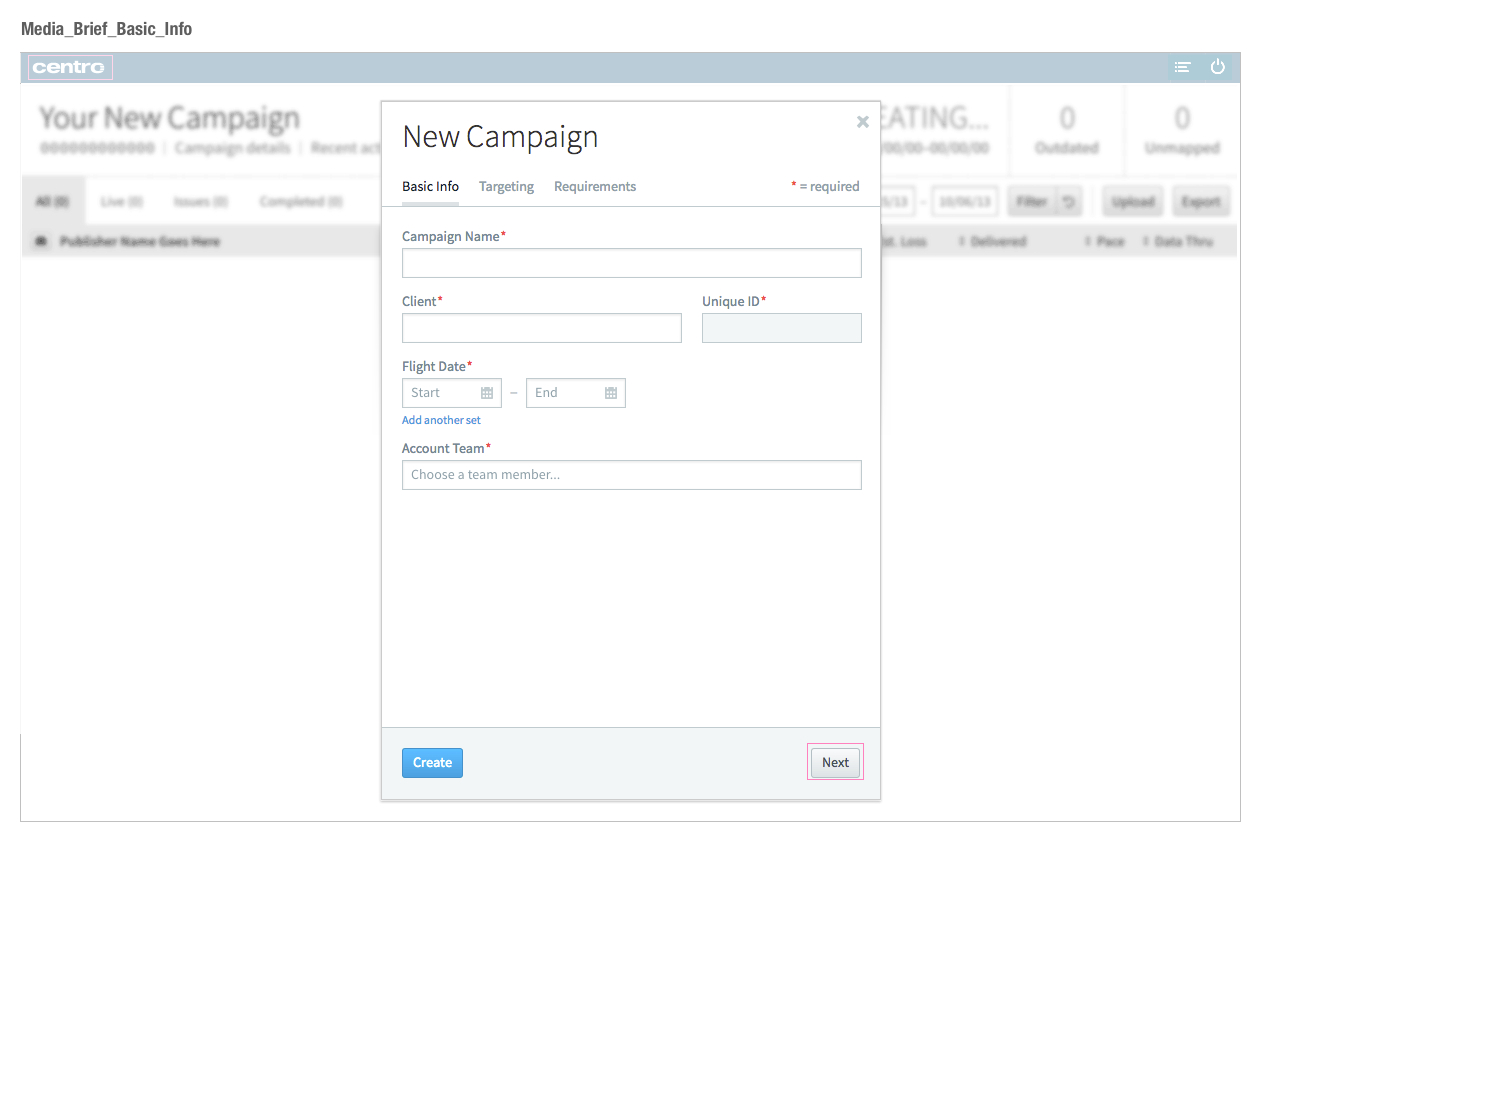 Media_Brief_Basic_Info
centro
Your New Campaign
EATING...
0
0
000000000000 | Campaign details | Recent act
/00/00-00/00/00
Outdated
Unmapped
New Campaign
Basic Info Targeting Requirements * = required
All (0) Live (0) Issues (0) Completed (0)
/13 - 10/06/13 Filter Upload Export
Publisher Name Goes Here
st. Loss Delivered Pace Data Thru
Campaign Name*
Client* Unique ID*
Flight Date*
Start – End
Add another set
Account Team*
Choose a team member...
Create Next